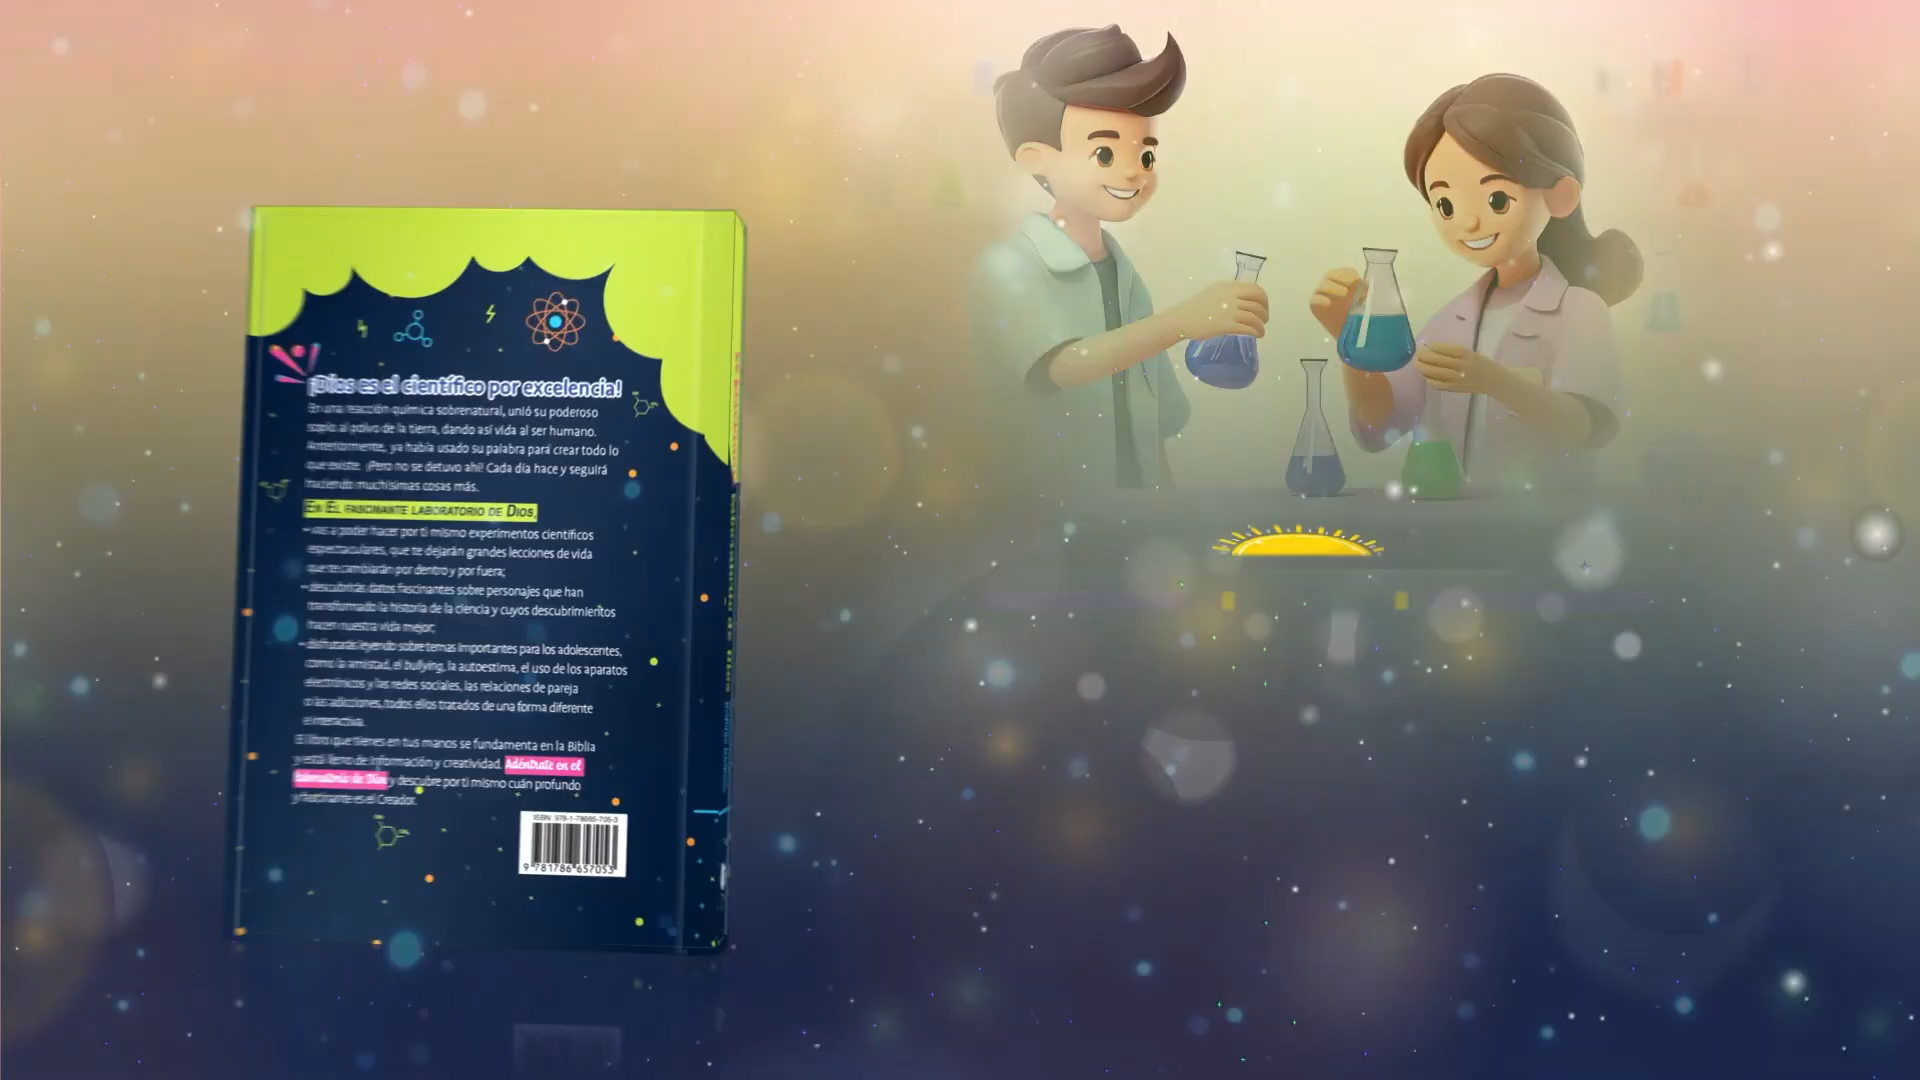 ¡Dios es el científico por excelencia!
En una reacción química sobrenatural, unió su poderoso
soplo al polvo de la tierra, dando así vida al ser humano.
Anteriormente, ya había usado su palabra para crear todo lo
que existe. ¡Pero no se detuvo ahí! Cada día hace y seguirá
haciendo muchísimas cosas más.
En El fascinante laboratorio de Dios,
- vas a poder hacer por ti mismo experimentos científicos
espectaculares, que te dejarán grandes lecciones de vida
que te cambiarán por dentro y por fuera;
- descubrirás datos fascinantes sobre personajes que han
transformado la historia de la ciencia y cuyos descubrimientos
hacen nuestra vida mejor;
- disfrutarás leyendo sobre temas importantes para los adolescentes,
como la amistad, el bullying, la autoestima, el uso de los aparatos
electrónicos y las redes sociales, las relaciones de pareja
o las adicciones, todos ellos tratados de una forma diferente
e interactiva.
El libro que tienes en tus manos se fundamenta en la Biblia
y está lleno de información y creatividad. Adéntrate en el
laboratorio de Dios y descubre por ti mismo cuán profundo
y fascinante es el Creador.
ISBN: 978-1-78665-705-3
9 781786 657053